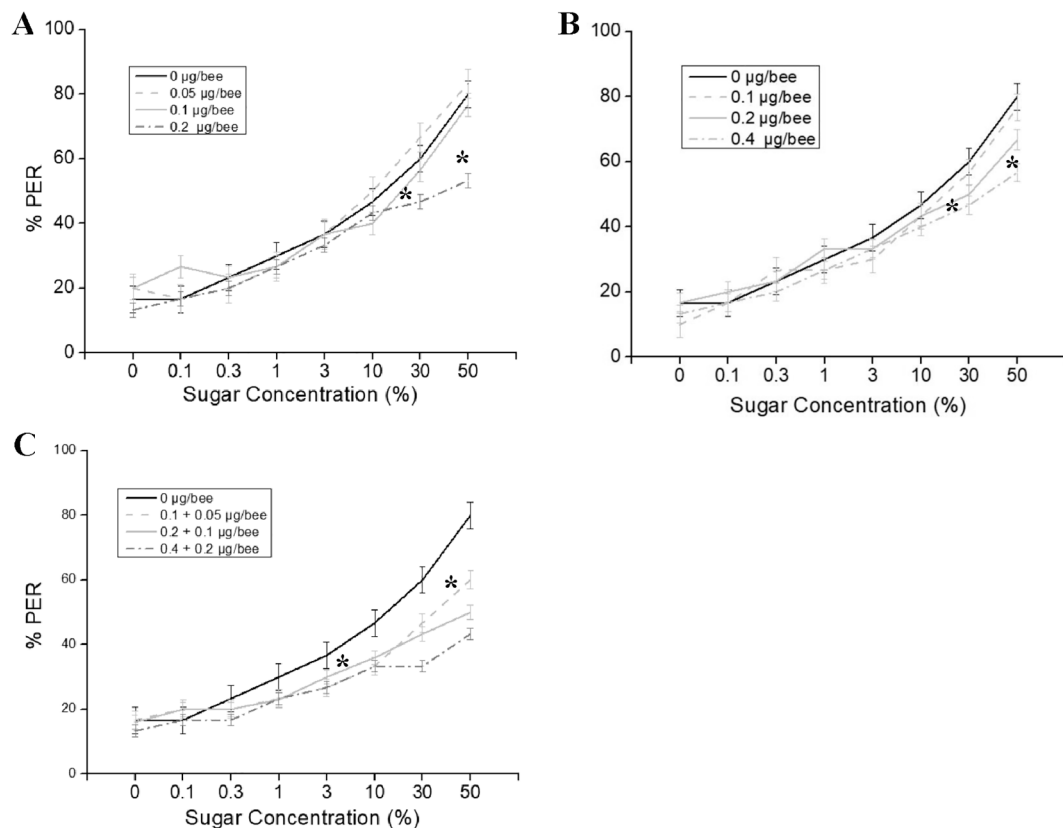 A
100
80
60
40
20
0
% PER
0 µg/bee
0.05 µg/bee
0.1 µg/bee
0.2 µg/bee
*
*
0 0.1 0.3 1 3 10 30 50
Sugar Concentration (%)
B
100
80
60
40
20
0
% PER
0 µg/bee
0.1 µg/bee
0.2 µg/bee
0.4 µg/bee
*
*
0 0.1 0.3 1 3 10 30 50
Sugar Concentration (%)
C
100
80
60
40
20
0
% PER
0 µg/bee
0.1 + 0.05 µg/bee
0.2 + 0.1 µg/bee
0.4 + 0.2 µg/bee
*
*
0 0.1 0.3 1 3 10 30 50
Sugar Concentration (%)